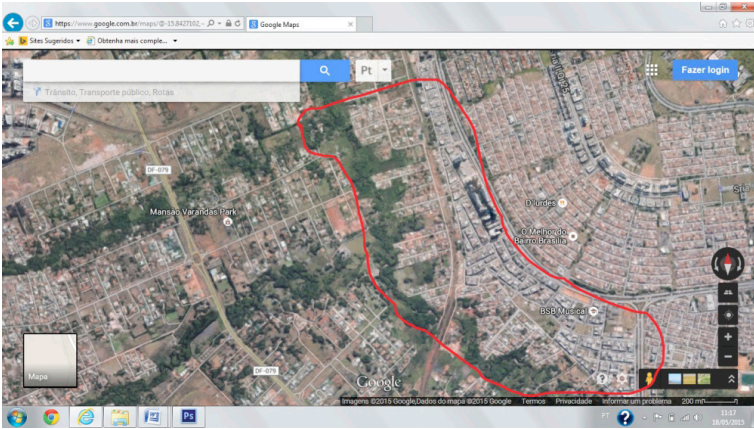 https://www.google.com.br/maps/@-15.8427102,-
Google Maps
Sites Sugeridos
Obtenha mais comple...
Pt
Fazer login
Trânsito, Transporte público, Rotas
DF-079
Mansão Varandas Park
D'lurdes
O Melhor do
Bairro Brasília
BSB Musical
Mapa
DF-079
Google
Imagens ©2015 Google,Dados do mapa ©2015 Google Termos Privacidade Informar um problema 200 m
Ps
PT
11:17
18/05/2015